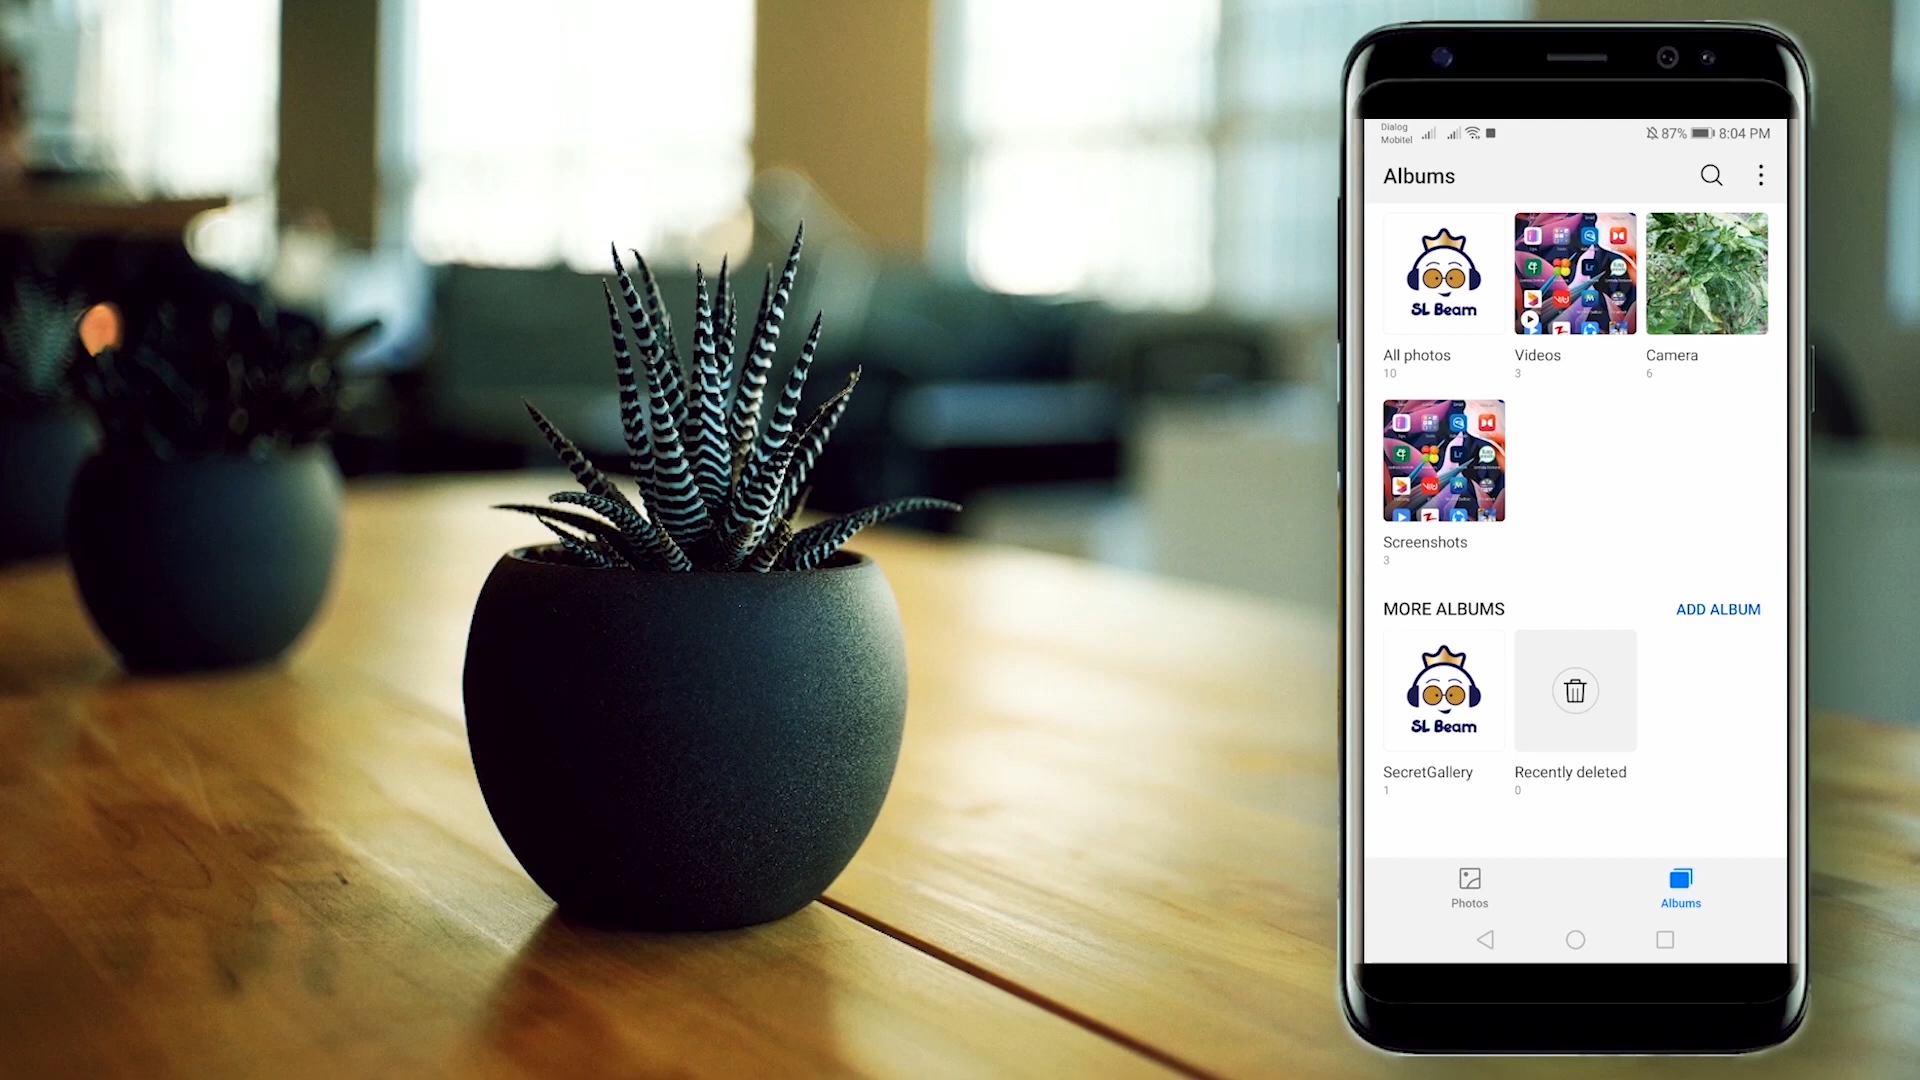 Dialog
Mobitel
87%
8:04 PM
Albums
SL Beam
All photos
10
Videos
3
Camera
6
Screenshots
3
MORE ALBUMS
ADD ALBUM
SL Beam
SecretGallery
1
Recently deleted
0
Photos
Albums